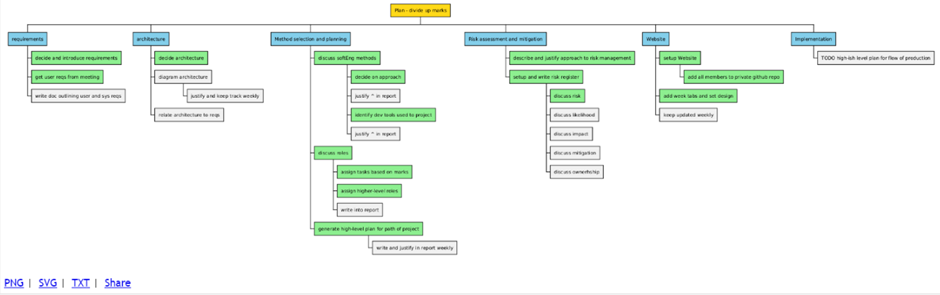 Plan - divide up marks
requirements
decide and introduce requirements
get user reqs from meeting
write doc outlining user and sys reqs
architecture
decide architecture
diagram architecture
justify and keep track weekly
relate architecture to reqs
Method selection and planning
discuss softEng methods
decide an approach
justify ^ in report
identify dev tools used to project
justify ^ in report
discuss roles
assign tasks based on marks
assign higher-level roles
write into report
generate high-level plan for path of project
write and justify in report weekly
Risk assessment and mitigation
describe and justify approach to risk management
setup and write risk register
discuss risk
discuss likelihood
discuss impact
discuss mitigation
discuss ownership
Website
setup Website
add all members to private github repo
add week tabs and set design
keep updated weekly
Implementation
TODO high-ish level plan for flow of production
PNG | SVG | TXT | Share